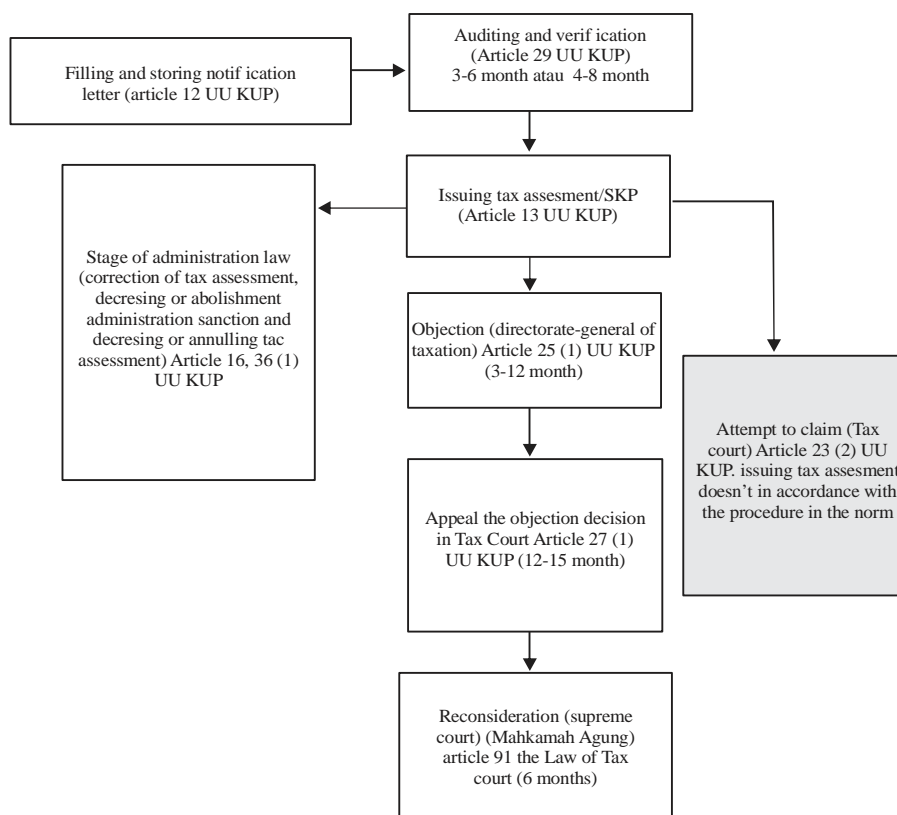 Filling and storing notif ication
letter (article 12 UU KUP)
Auditing and verif ication
(Article 29 UU KUP)
3-6 month atau 4-8 month
Issuing tax assesment/SKP
(Article 13 UU KUP)
Stage of administration law
(correction of tax assessment,
decresing or abolishment
administration sanction and
decresing or annulling tac
assessment) Article 16, 36 (1)
UU KUP
Objection (directorate-general of
taxation) Article 25 (1) UU KUP
(3-12 month)
Attempt to claim (Tax
court) Article 23 (2) UU
KUP. issuing tax assesment
doesn't in accordance with
the procedure in the norm
Appeal the objection decision
in Tax Court Article 27 (1)
UU KUP (12-15 month)
Reconsideration (supreme
court) (Mahkamah Agung)
article 91 the Law of Tax
court (6 months)